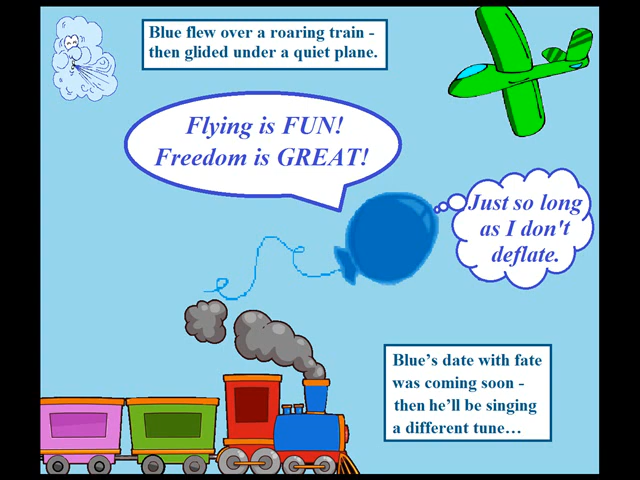 Blue flew over a roaring train -
then glided under a quiet plane.
Flying is FUN!
Freedom is GREAT!
Just so long
as I don't
deflate.
Blue’s date with fate
was coming soon -
then he’ll be singing
a different tune…